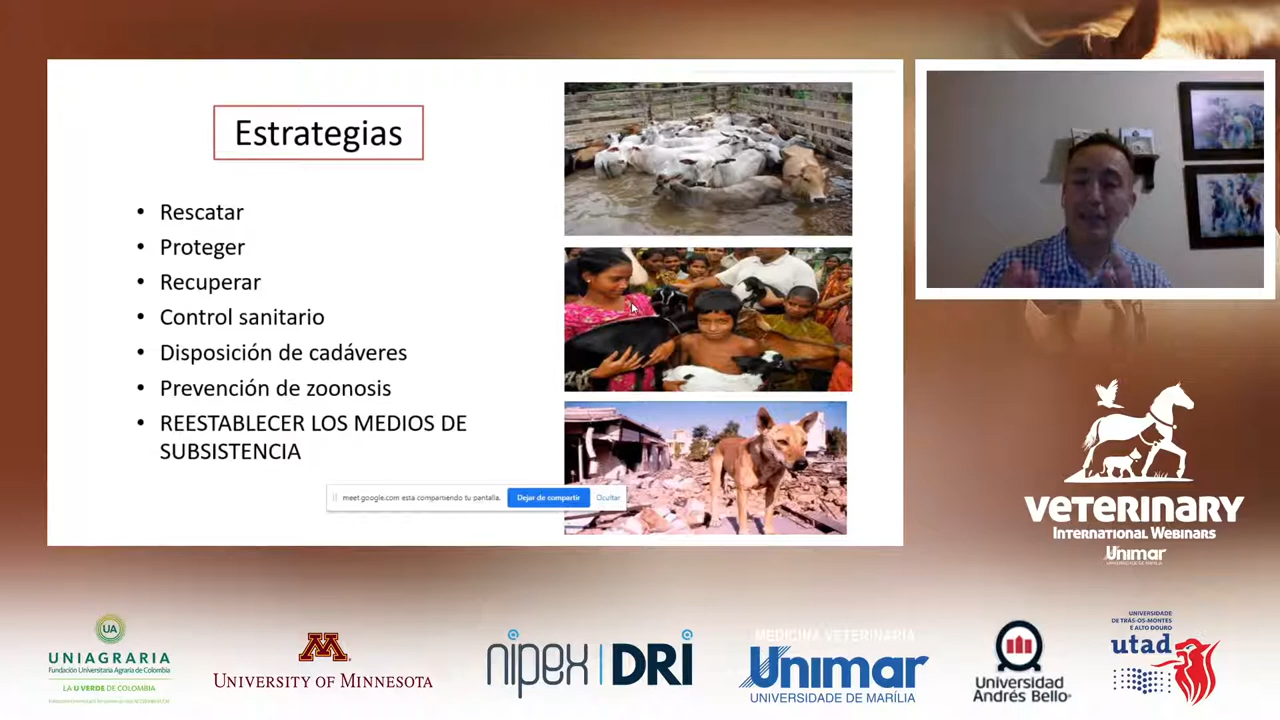 Estrategias
• Rescatar
• Proteger
• Recuperar
• Control sanitario
• Disposición de cadáveres
• Prevención de zoonosis
• REESTABLECER LOS MEDIOS DE
SUBSISTENCIA
meet.google.com está compartiendo tu pantalla.
Dejar de compartir
Ocultar
VETERINARY
INTERNATIONAL WEBINARS
Unimar
UA
UNIAGRARIA
Fundación Universitaria Agraria de Colombia
LA U VERDE DE COLOMBIA
M
UNIVERSITY OF MINNESOTA
nipex | DRI
MEDICINA VETERINARIA
Unimar
UNIVERSIDADE DE MARÍLIA
Universidad
Andrés Bello
UNIVERSIDADE
DE TRÁS-OS-MONTES
E ALTO DOURO
utad